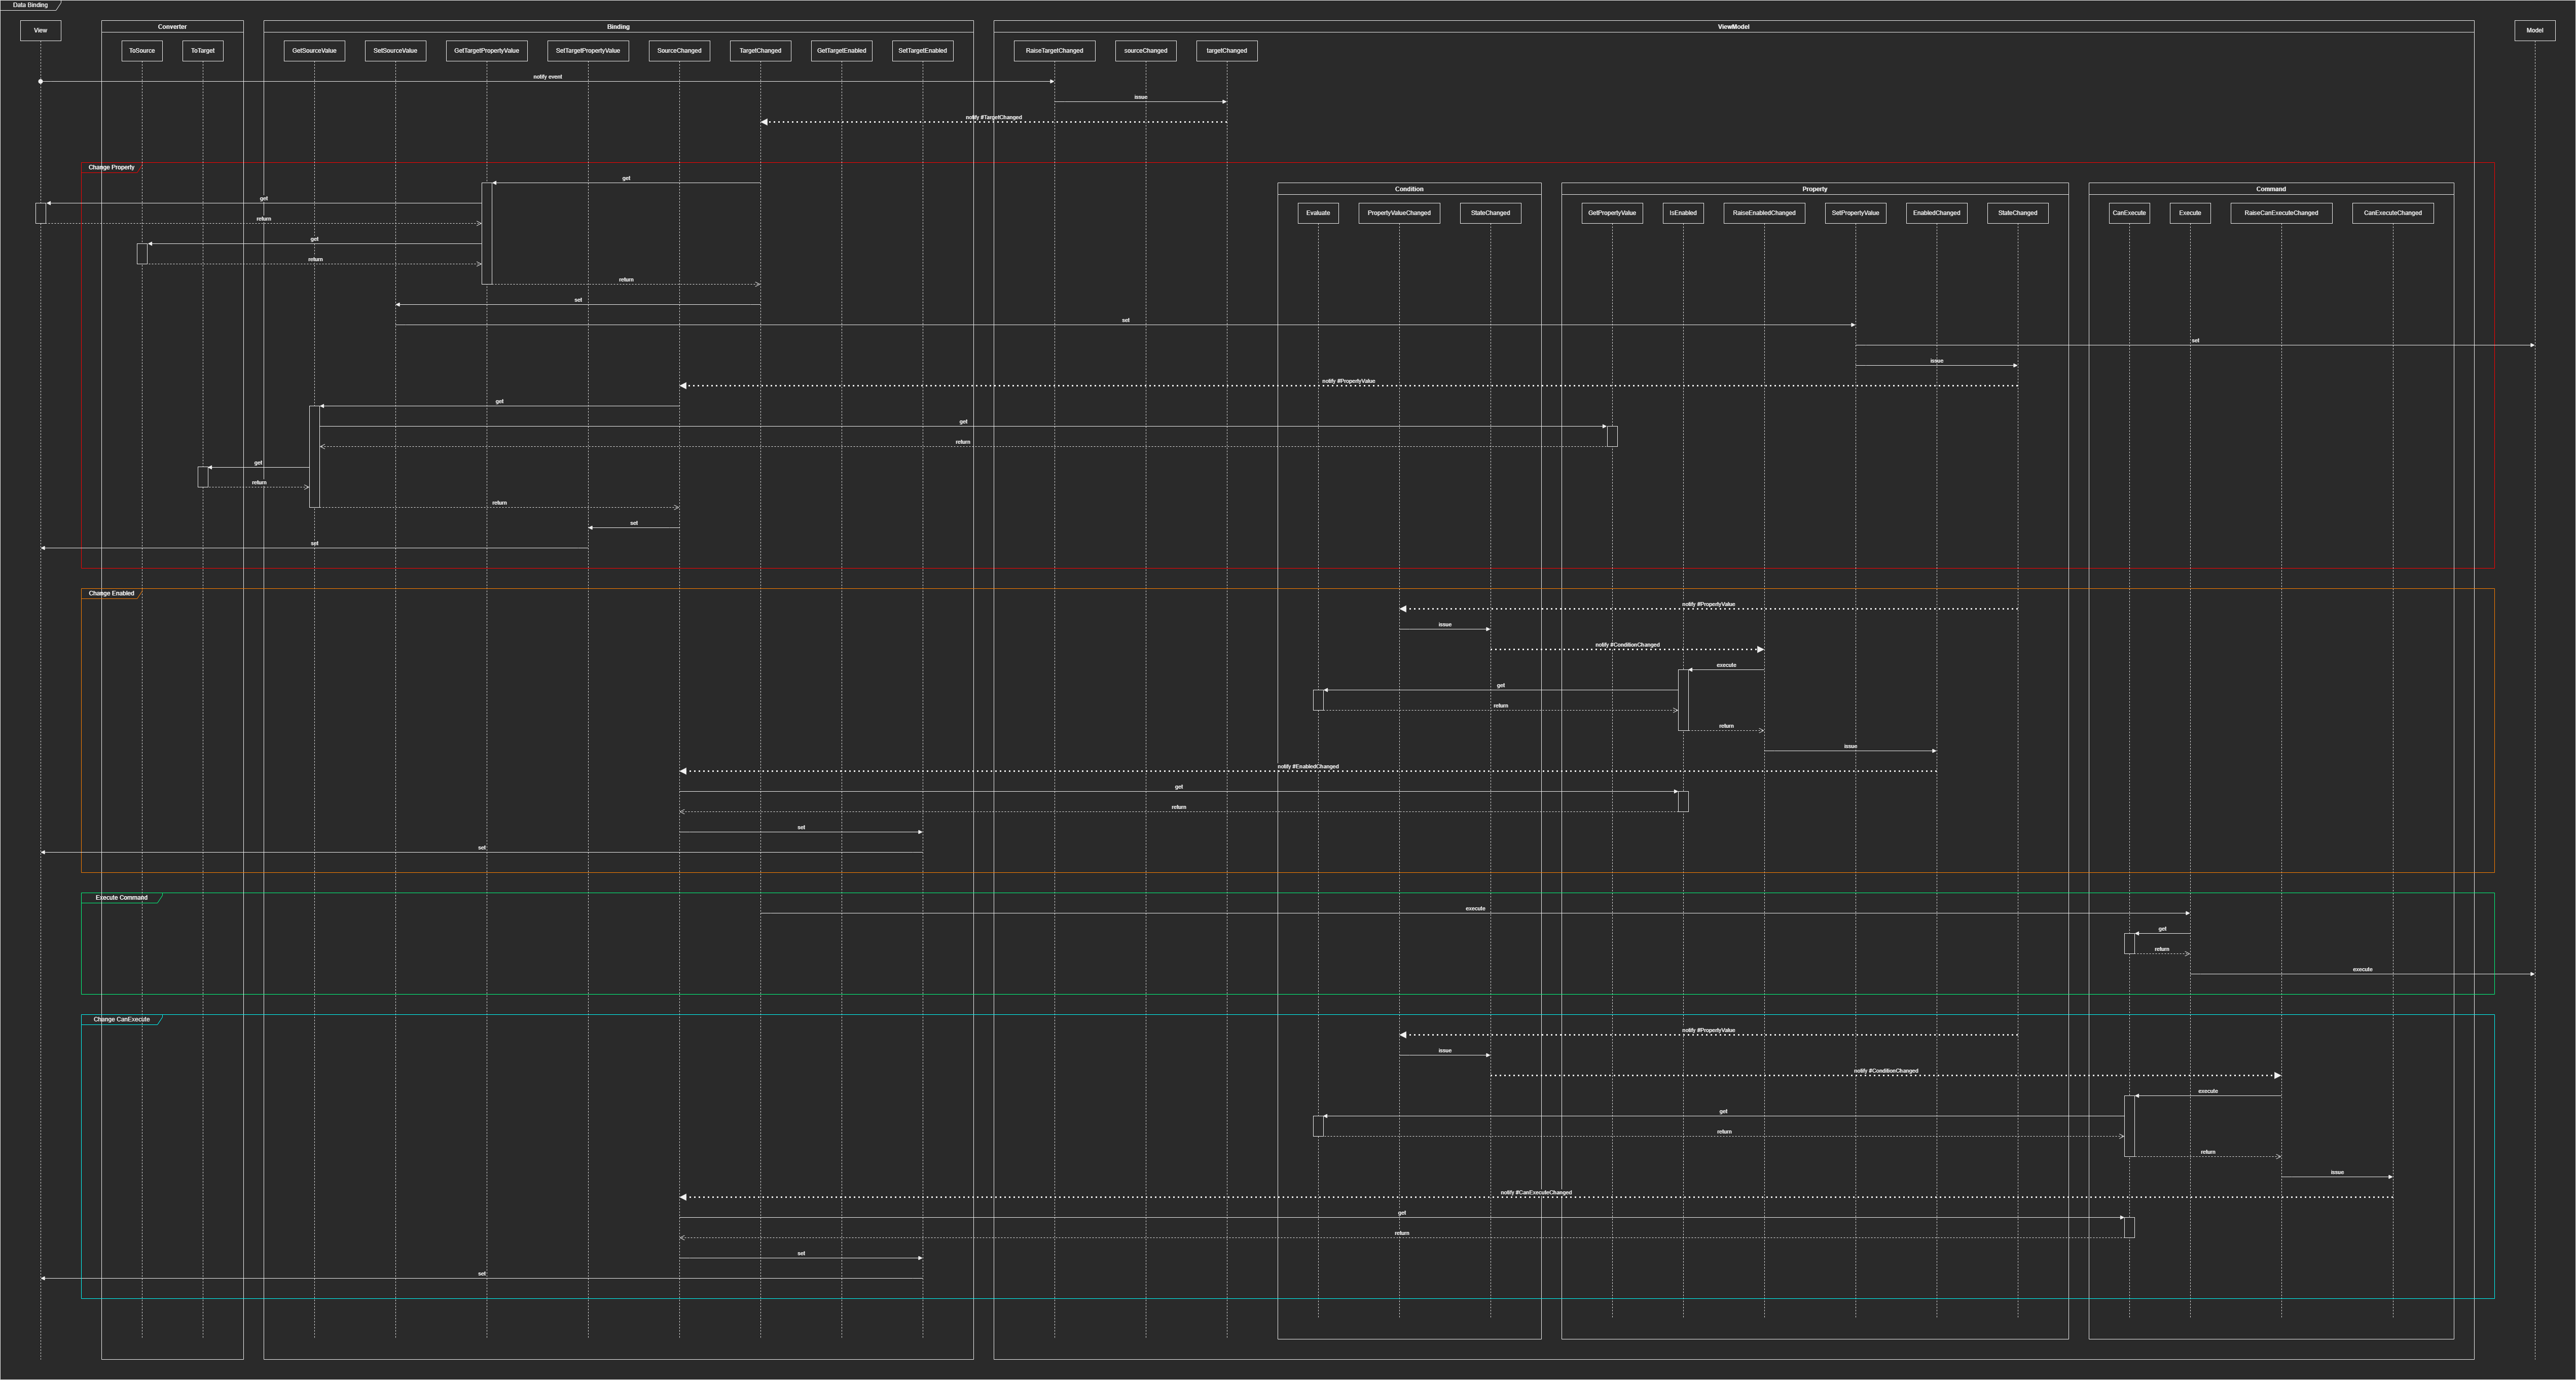 Data Binding
View
Converter
Binding
ViewModel
Model
ToSource
ToTarget
GetSourceValue
SetSourceValue
GetTargetPropertyValue
SetTargetPropertyValue
SourceChanged
TargetChanged
GetTargetEnabled
SetTargetEnabled
RaiseTargetChanged
sourceChanged
targetChanged
notify event
issue
notify #TargetChanged
Change Property
get
Condition
Property
Command
get
Evaluate
PropertyValueChanged
StateChanged
GetPropertyValue
IsEnabled
RaiseEnabledChanged
SetPropertyValue
EnabledChanged
StateChanged
CanExecute
Execute
RaiseCanExecuteChanged
CanExecuteChanged
return
get
return
return
set
set
set
issue
notify #PropertyValue
get
get
return
get
return
return
set
set
Change Enabled
notify #PropertyValue
issue
notify #ConditionChanged
execute
get
return
return
issue
notify #EnabledChanged
get
return
set
set
Execute Command
execute
get
return
execute
Change CanExecute
notify #PropertyValue
issue
notify #ConditionChanged
execute
get
return
return
issue
notify #CanExecuteChanged
get
return
set
set